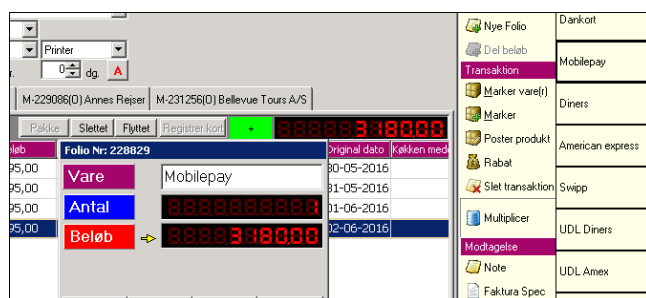 Printer
r.
0
dg.
A
M-229086(0) Annes Rejser
M-231256(0) Bellevue Tours A/S
Pakke
Slettet
Flyttet
Registrer kort
+
3180,00
eløb
Original dato
Køkken med
95,00
30-05-2016
95,00
31-05-2016
95,00
01-06-2016
95,00
02-06-2016
Folio Nr: 228829
Vare
Mobilepay
Antal
1
Beløb
3180,00
Nye Folio
Del beløb
Transaktion
Marker vare(r)
Marker
Poster produkt
Rabat
Slet transaktion
Multiplicer
Modtagelse
Note
Faktura Spec
Dankort
Mobilepay
Diners
American express
Swipp
UDL Diners
UDL Amex